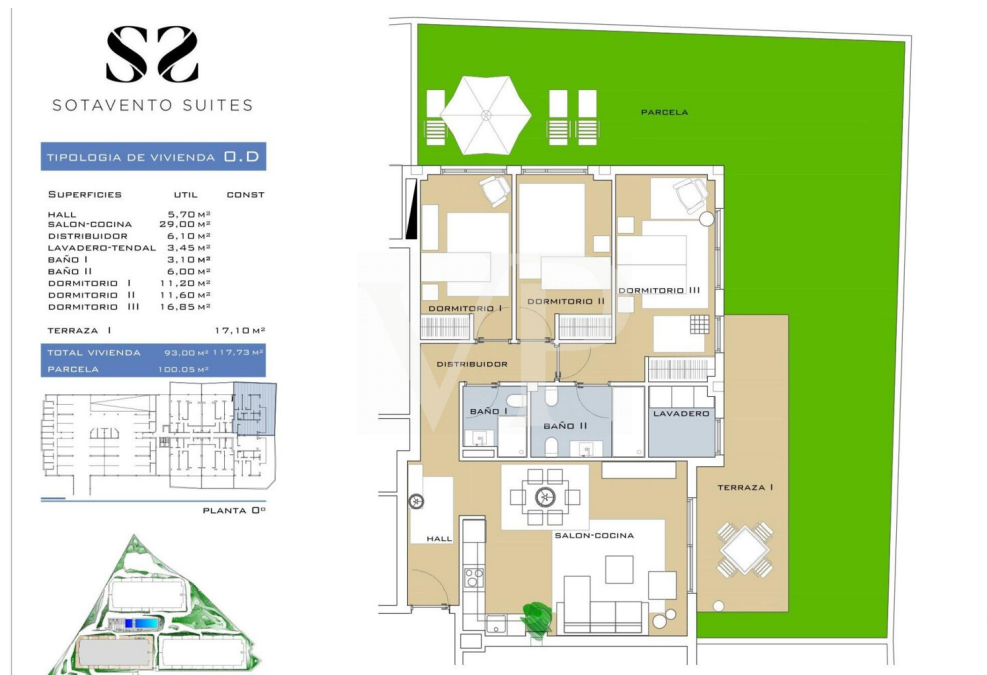 SOTAVENTO SUITES
TIPOLOGIA DE VIVIENDA O.D
SUPERFICIES UTIL CONST
HALL 5,70 M²
SALON-COCINA 29,00 M²
DISTRIBUIDOR 6,10 M²
LAVADERO-TENDAL 3,45 M²
BAÑO I 3,10 M²
BAÑO II 6,00 M²
DORMITORIO I 11,20 M²
DORMITORIO II 11,60 M²
DORMITORIO III 16,85 M²
TERRAZA I 17,10 M²
TOTAL VIVIENDA 93.00 M² 117,73 M²
PARCELA 100.05 M²
PLANTA 0º
PARCELA
DORMITORIO I
DORMITORIO II
DORMITORIO III
DISTRIBUIDOR
BAÑO I
BAÑO II
LAVADERO
TERRAZA I
HALL
SALON-COCINA
VP